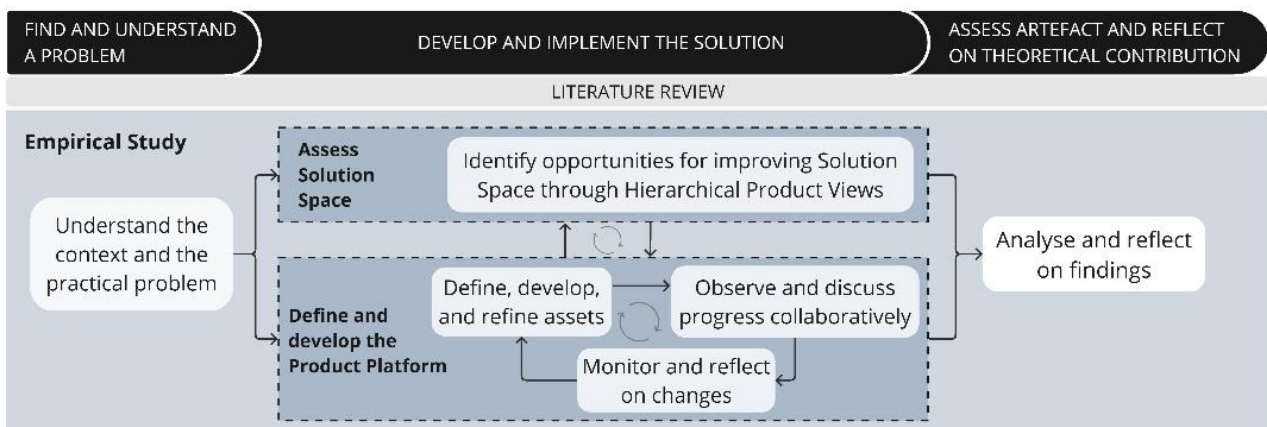 FIND AND UNDERSTAND
A PROBLEM
DEVELOP AND IMPLEMENT THE SOLUTION
ASSESS ARTEFACT AND REFLECT
ON THEORETICAL CONTRIBUTION
LITERATURE REVIEW
Empirical Study
Understand the
context and the
practical problem
Assess
Solution
Space
Identify opportunities for improving Solution
Space through Hierarchical Product Views
Define and
develop the
Product Platform
Define, develop,
and refine assets
Observe and discuss
progress collaboratively
Monitor and reflect
on changes
Analyse and reflect
on findings